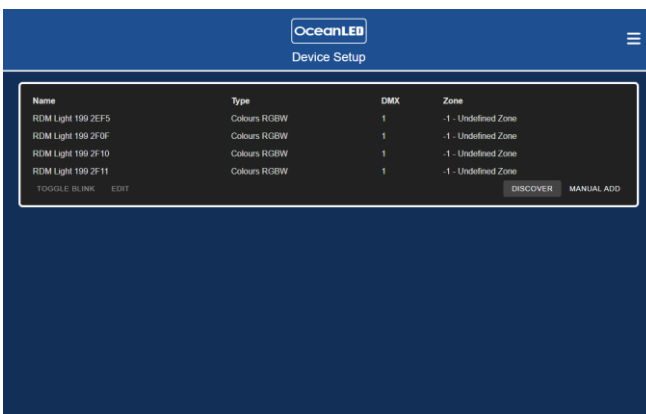 OceanLED
Device Setup
Name Type DMX Zone
RDM Light 199 2EF5 Colours RGBW 1 -1 - Undefined Zone
RDM Light 199 2F0F Colours RGBW 1 -1 - Undefined Zone
RDM Light 199 2F10 Colours RGBW 1 -1 - Undefined Zone
RDM Light 199 2F11 Colours RGBW 1 -1 - Undefined Zone
TOGGLE BLINK EDIT DISCOVER MANUAL ADD